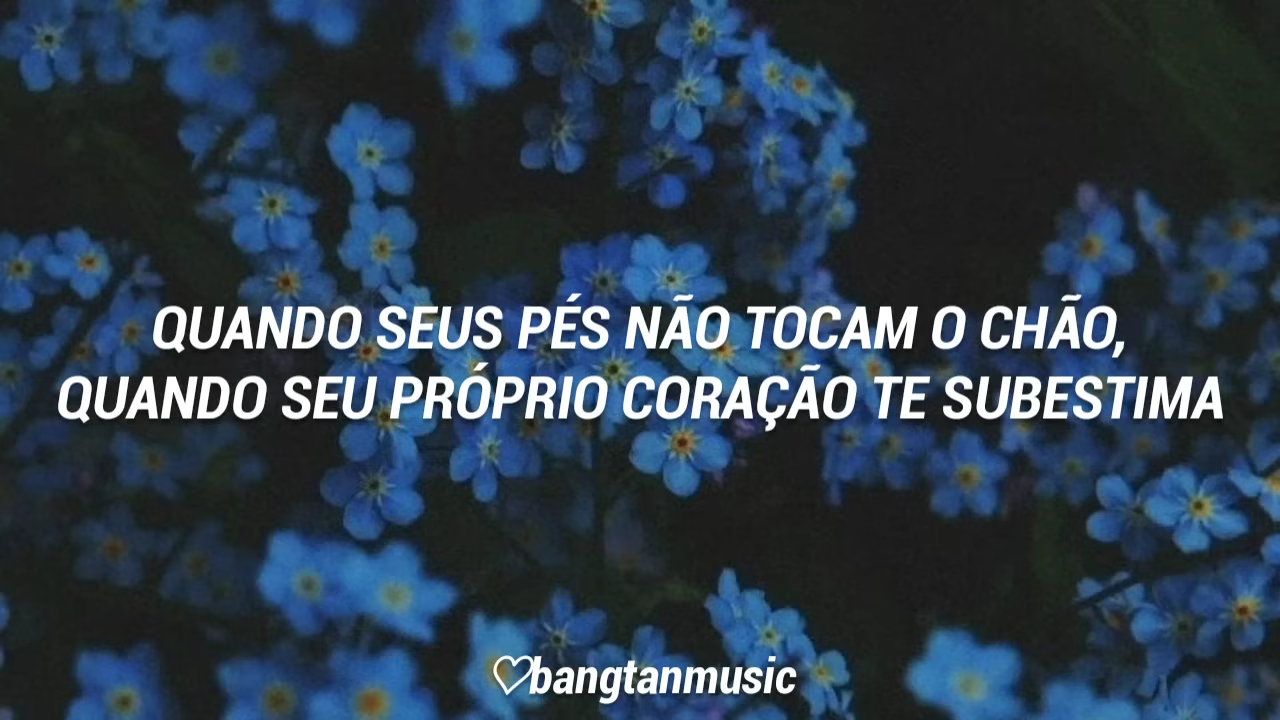 QUANDO SEUS PÉS NÃO TOCAM O CHÃO,
QUANDO SEU PRÓPRIO CORAÇÃO TE SUBESTIMA
♡bangtanmusic